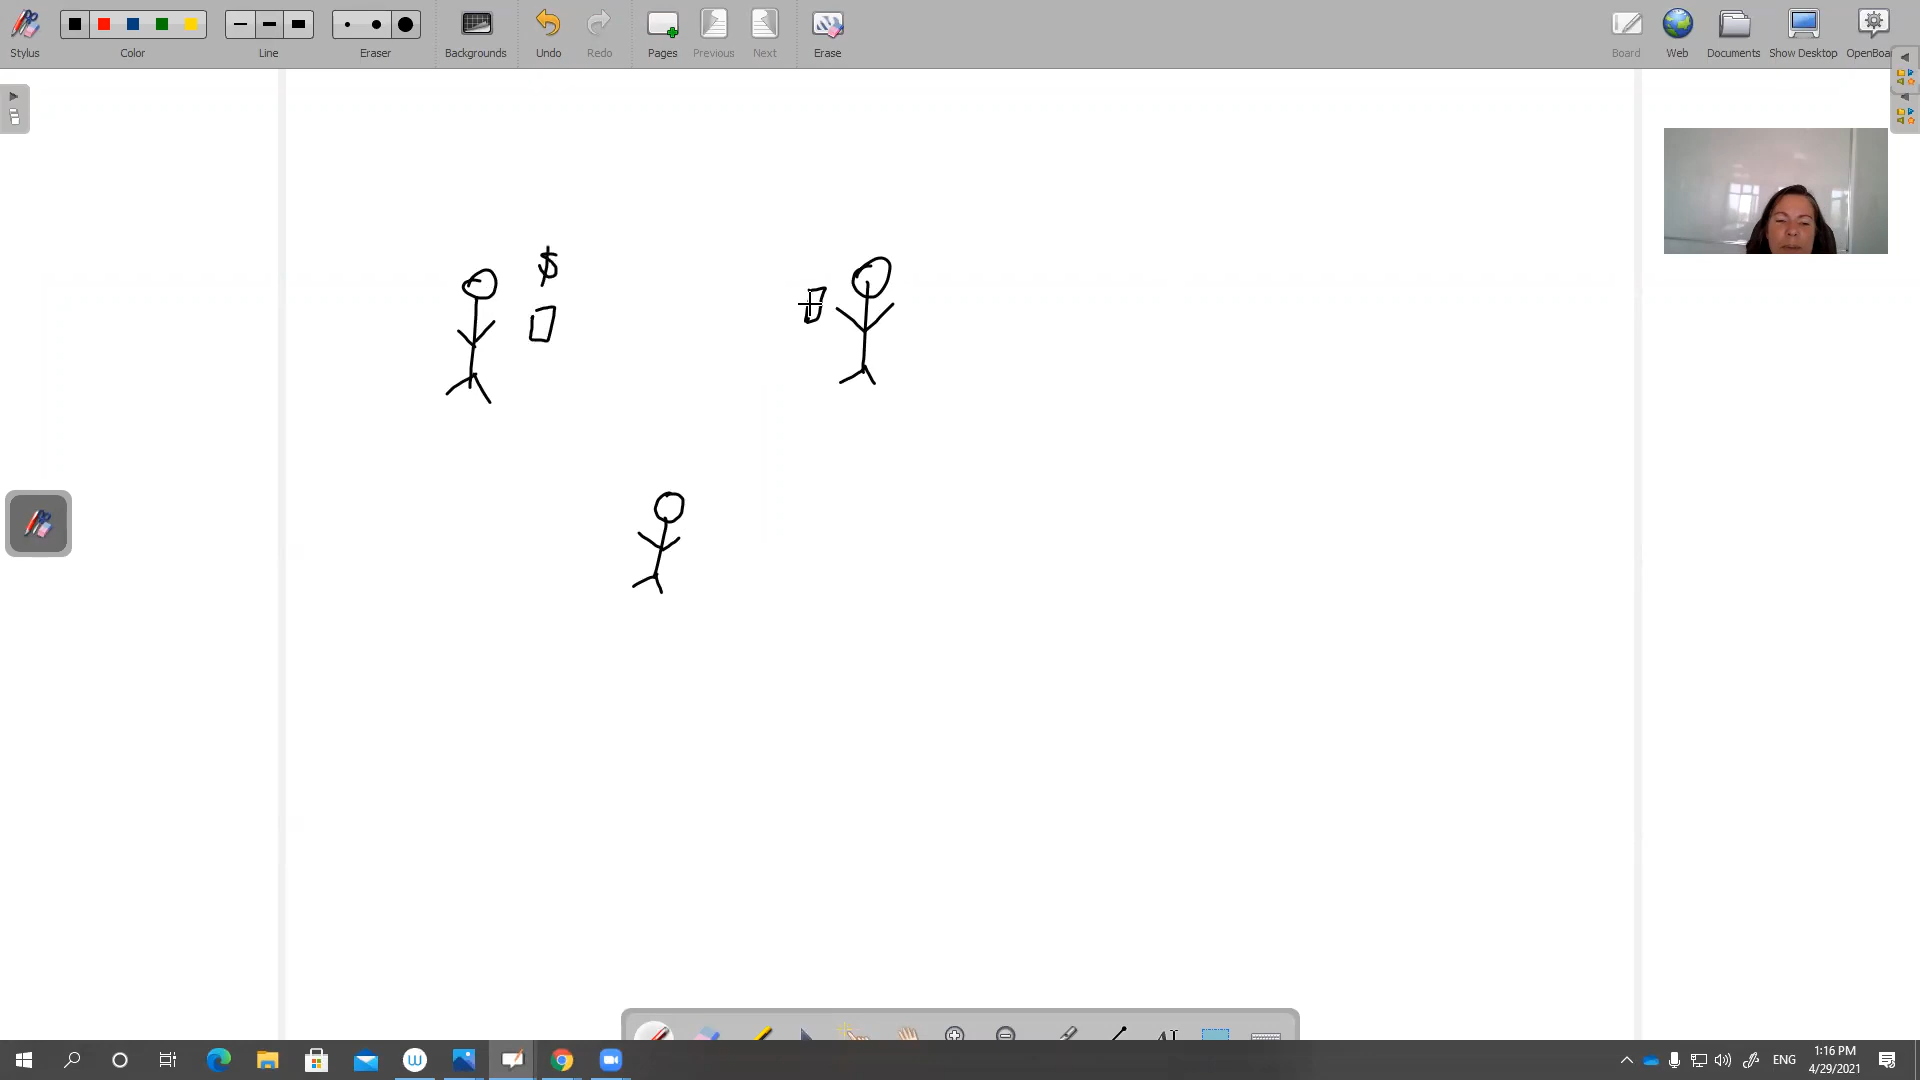 Stylus
Color
Line
Eraser
Backgrounds
Undo
Redo
Pages
Previous
Next
Erase
Board
Web
Documents
Show Desktop
OpenBoa
$
ENG
1:16 PM
4/29/2021